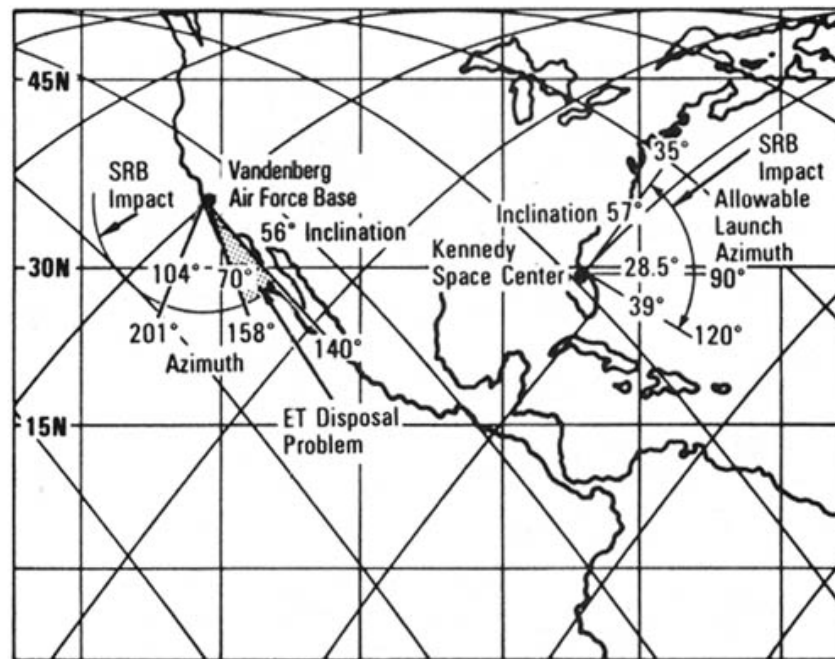 45N
30N
15N
SRB
Impact
Vandenberg
Air Force Base
56° Inclination
104°
70°
201°
158°
140°
Azimuth
ET Disposal
Problem
35°
SRB
Impact
Allowable
Launch
Azimuth
Inclination 57°
Kennedy
Space Center
28.5°
90°
39°
120°